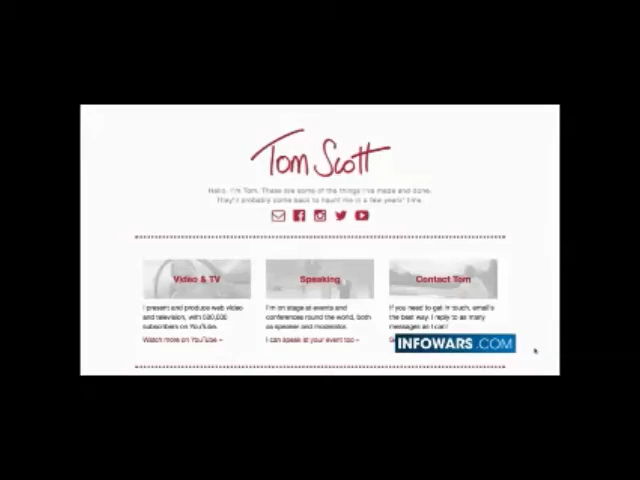 Tom Scott
Hello. I'm Tom. These are some of the things I've made and done.
They'll probably come back to haunt me in a few years' time.
Video & TV
Speaking
Contact Tom
I present and produce web video
and television, with 620,000
subscribers on YouTube.
Watch more on YouTube »
I'm on stage at events and
conferences round the world, both
as speaker and moderator.
I can speak at your event too »
If you need to get in touch, email's
the best way. I reply to as many
messages as I can!
INFOWARS.COM